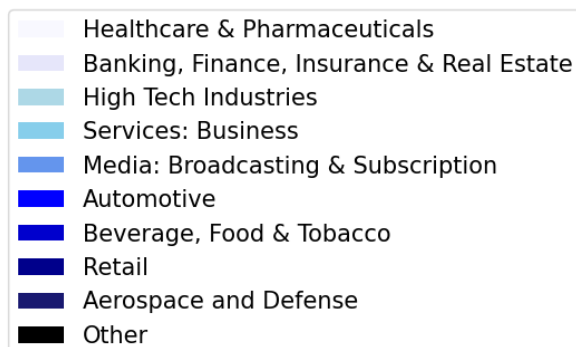 Healthcare & Pharmaceuticals
Banking, Finance, Insurance & Real Estate
High Tech Industries
Services: Business
Media: Broadcasting & Subscription
Automotive
Beverage, Food & Tobacco
Retail
Aerospace and Defense
Other